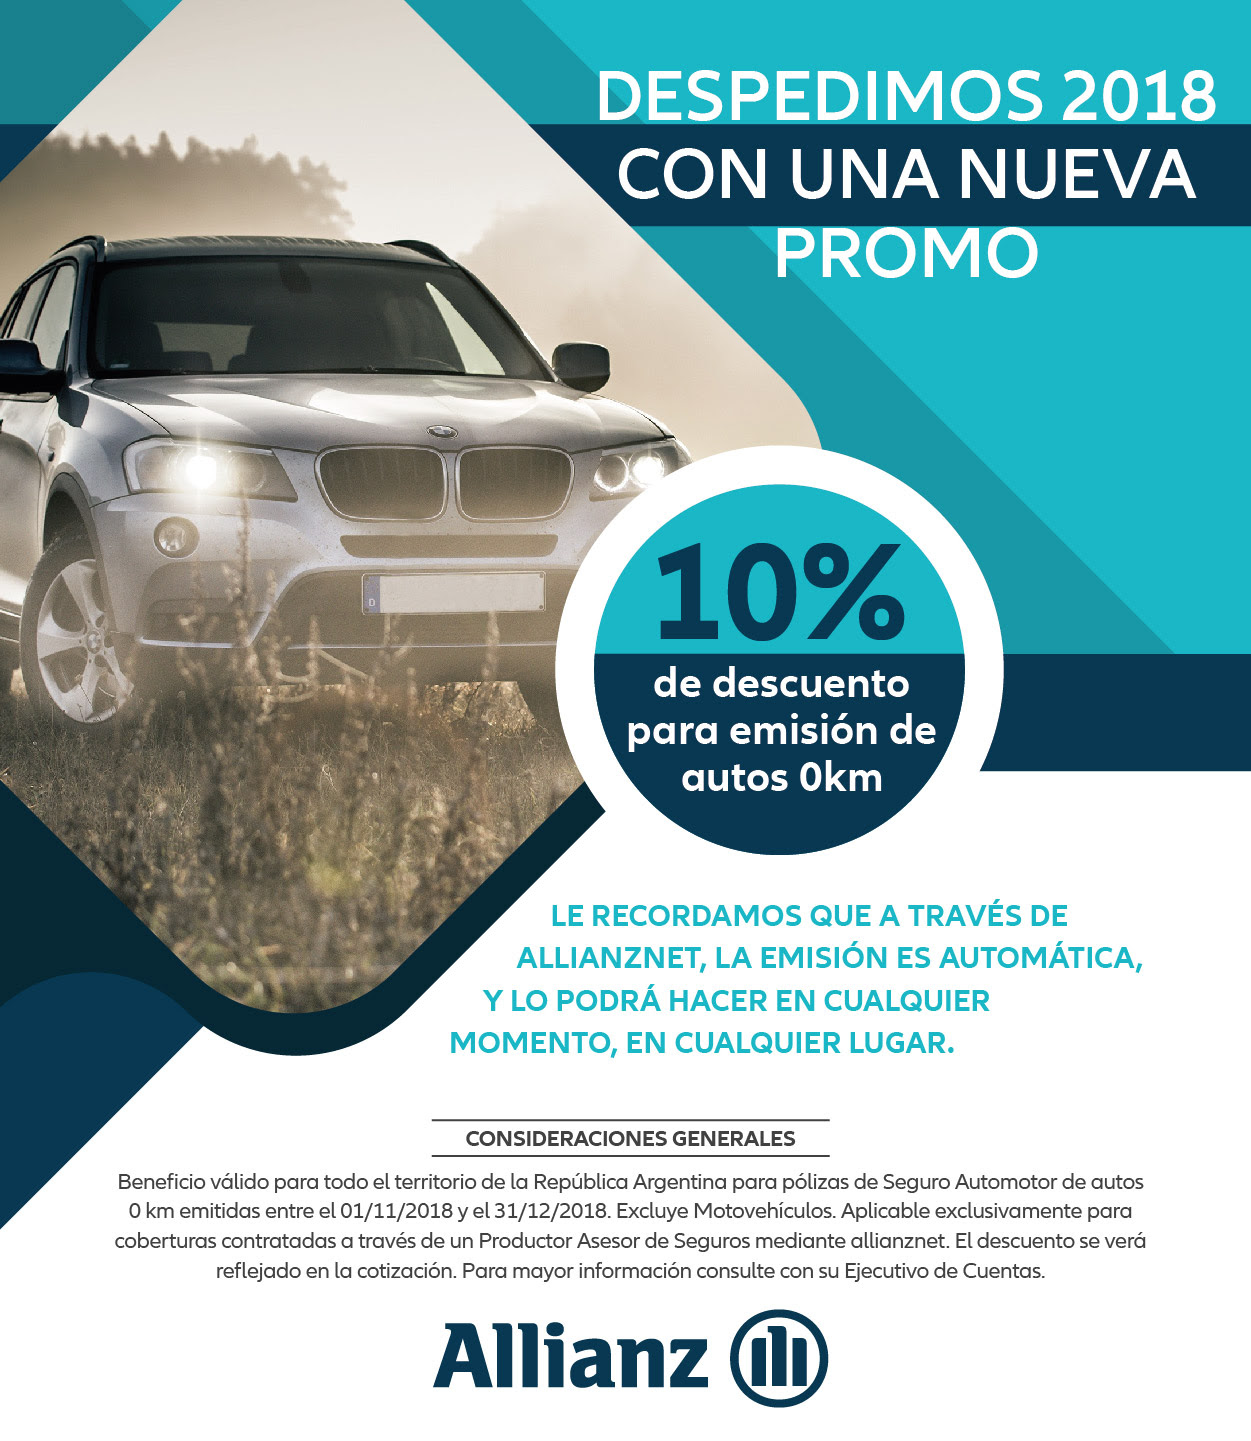 DESPEDIMOS 2018
CON UNA NUEVA
PROMO
10%
de descuento
para emisión de
autos 0km
D
LE RECORDAMOS QUE A TRAVÉS DE
ALLIANZNET, LA EMISIÓN ES AUTOMÁTICA,
Y LO PODRÁ HACER EN CUALQUIER
MOMENTO, EN CUALQUIER LUGAR.
CONSIDERACIONES GENERALES
Beneficio válido para todo el territorio de la República Argentina para pólizas de Seguro Automotor de autos
0 km emitidas entre el 01/11/2018 y el 31/12/2018. Excluye Motovehículos. Aplicable exclusivamente para
coberturas contratadas a través de un Productor Asesor de Seguros mediante allianznet. El descuento se verá
reflejado en la cotización. Para mayor información consulte con su Ejecutivo de Cuentas.
Allianz